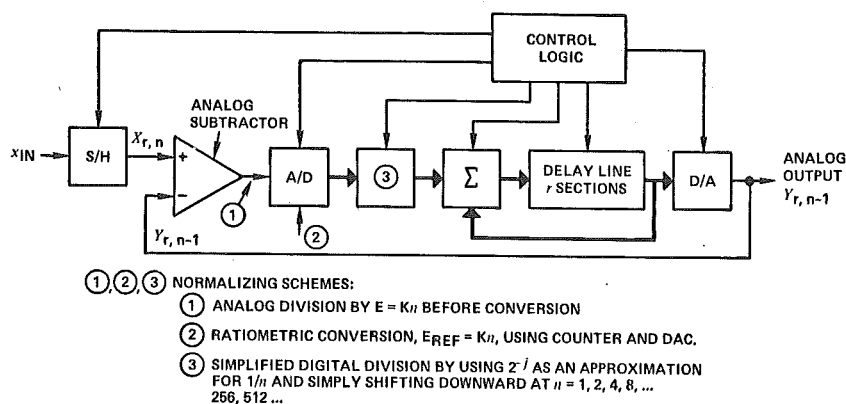 CONTROL
LOGIC
ANALOG
SUBTRACTOR
xIN
S/H
Xr, n
+
−
Yr, n−1
①
A/D
②
③
Σ
DELAY LINE
r SECTIONS
D/A
ANALOG
OUTPUT
Yr, n−1
①,②,③ NORMALIZING SCHEMES:
① ANALOG DIVISION BY E = Kn BEFORE CONVERSION
② RATIOMETRIC CONVERSION, EREF = Kn, USING COUNTER AND DAC.
③ SIMPLIFIED DIGITAL DIVISION BY USING 2⁻ʲ AS AN APPROXIMATION
FOR 1/n AND SIMPLY SHIFTING DOWNWARD AT n = 1, 2, 4, 8, ...
256, 512 ...